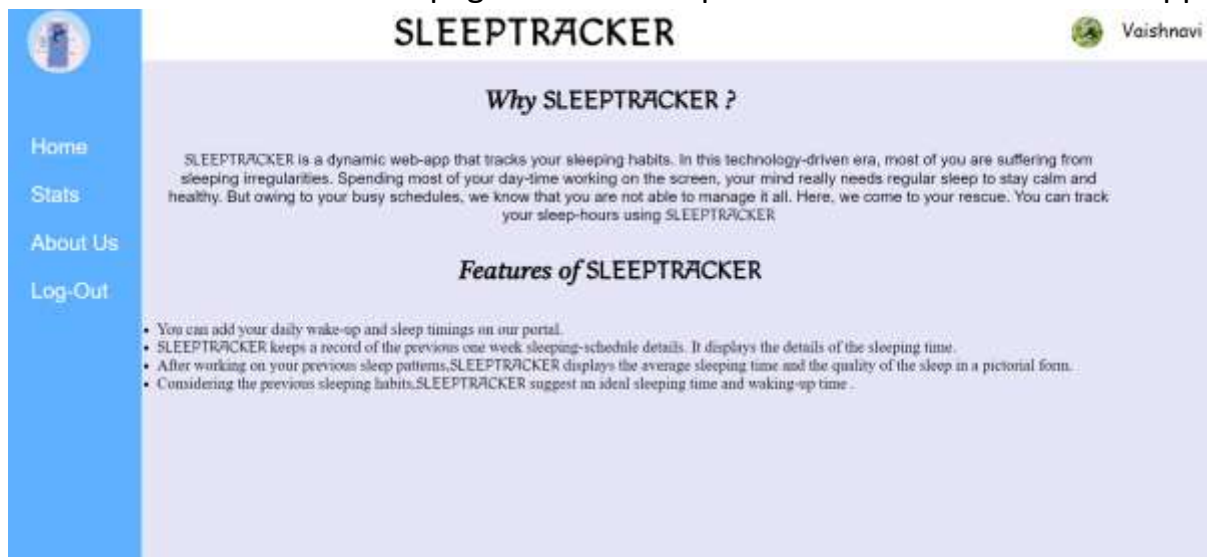 SLEEPTRACKER
Vaishnavi
Home
Stats
About Us
Log-Out
Why SLEEPTRACKER ?
SLEEPTRACKER is a dynamic web-app that tracks your sleeping habits. In this technology-driven era, most of you are suffering from
sleeping irregularities. Spending most of your day-time working on the screen, your mind really needs regular sleep to stay calm and
healthy. But owing to your busy schedules, we know that you are not able to manage it all. Here, we come to your rescue. You can track
your sleep-hours using SLEEPTRACKER
Features of SLEEPTRACKER
• You can add your daily wake-up and sleep timings on our portal.
• SLEEPTRACKER keeps a record of the previous one week sleeping-schedule details. It displays the details of the sleeping time.
• After working on your previous sleep patterns,SLEEPTRACKER displays the average sleeping time and the quality of the sleep in a pictorial form.
• Considering the previous sleeping habits,SLEEPTRACKER suggest an ideal sleeping time and waking-up time .